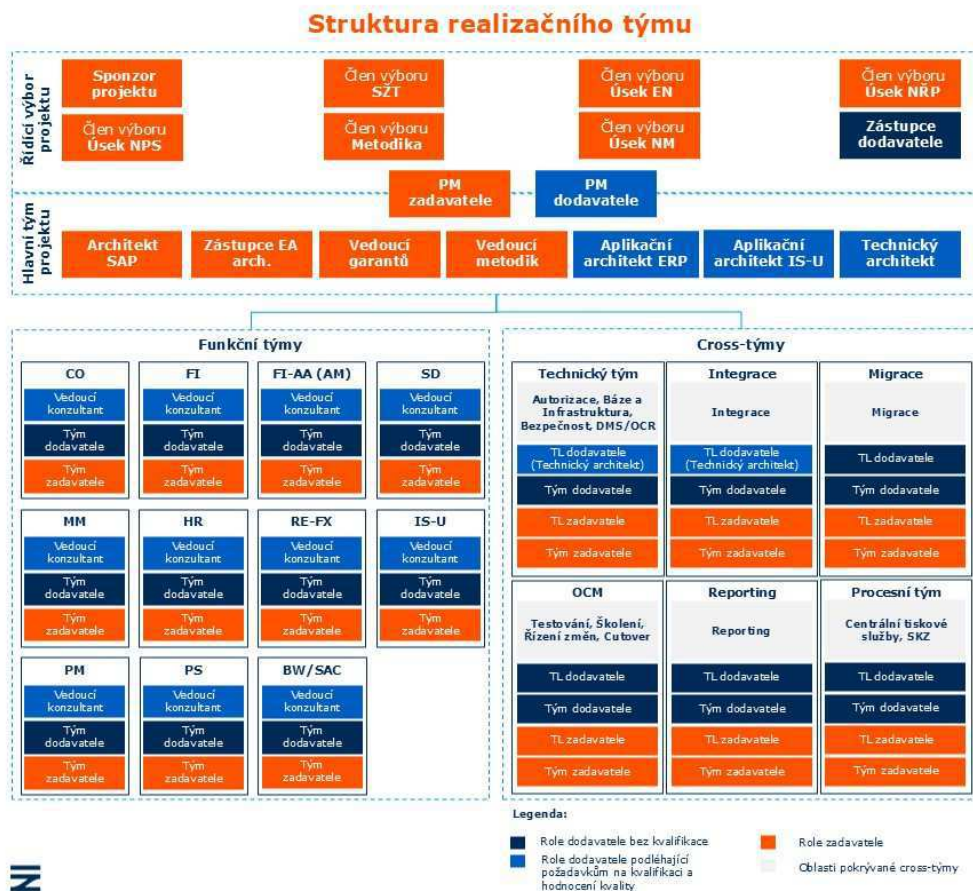 Struktura realizačního týmu
Řídící výbor
projektu
Sponzor
projektu
Člen výboru
SŽT
Člen výboru
Úsek EN
Člen výboru
Úsek NŘP
Člen výboru
Úsek NPS
Člen výboru
Metodika
Člen výboru
Úsek NM
Zástupce
dodavatele
PM
zadavatele
PM
dodavatele
Hlavní tým
projektu
Architekt
SAP
Zástupce EA
arch.
Vedoucí
garantů
Vedoucí
metodik
Aplikační
architekt ERP
Aplikační
architekt IS-U
Technický
architekt
Funkční týmy
CO
Vedoucí
konzultant
Tým
dodavatele
Tým
zadavatele
FI
Vedoucí
konzultant
Tým
dodavatele
Tým
zadavatele
FI-AA (AM)
Vedoucí
konzultant
Tým
dodavatele
Tým
zadavatele
SD
Vedoucí
konzultant
Tým
dodavatele
Tým
zadavatele
MM
Vedoucí
konzultant
Tým
dodavatele
Tým
zadavatele
HR
Vedoucí
konzultant
Tým
dodavatele
Tým
zadavatele
RE-FX
Vedoucí
konzultant
Tým
dodavatele
Tým
zadavatele
IS-U
Vedoucí
konzultant
Tým
dodavatele
Tým
zadavatele
PM
Vedoucí
konzultant
Tým
dodavatele
Tým
zadavatele
PS
Vedoucí
konzultant
Tým
dodavatele
Tým
zadavatele
BW/SAC
Vedoucí
konzultant
Tým
dodavatele
Tým
zadavatele
Cross-týmy
Technický tým
Autorizace, Báze a
Infrastruktura,
Bezpečnost, DMS/OCR
TL dodavatele
(Technický architekt)
Tým dodavatele
TL zadavatele
Tým zadavatele
Integrace
Integrace
TL dodavatele
(Technický architekt)
Tým dodavatele
TL zadavatele
Tým zadavatele
Migrace
Migrace
TL dodavatele
Tým dodavatele
TL zadavatele
Tým zadavatele
OCM
Testování, Školení,
Řízení změn, Cutover
TL dodavatele
Tým dodavatele
TL zadavatele
Tým zadavatele
Reporting
Reporting
TL dodavatele
Tým dodavatele
TL zadavatele
Tým zadavatele
Procesní tým
Centrální tiskové
služby, SKZ
TL dodavatele
Tým dodavatele
TL zadavatele
Tým zadavatele
Legenda:
Role dodavatele bez kvalifikace
Role dodavatele podléhající
požadavkům na kvalifikaci a
hodnocení kvality
Role zadavatele
Oblasti pokrývané cross-týmy